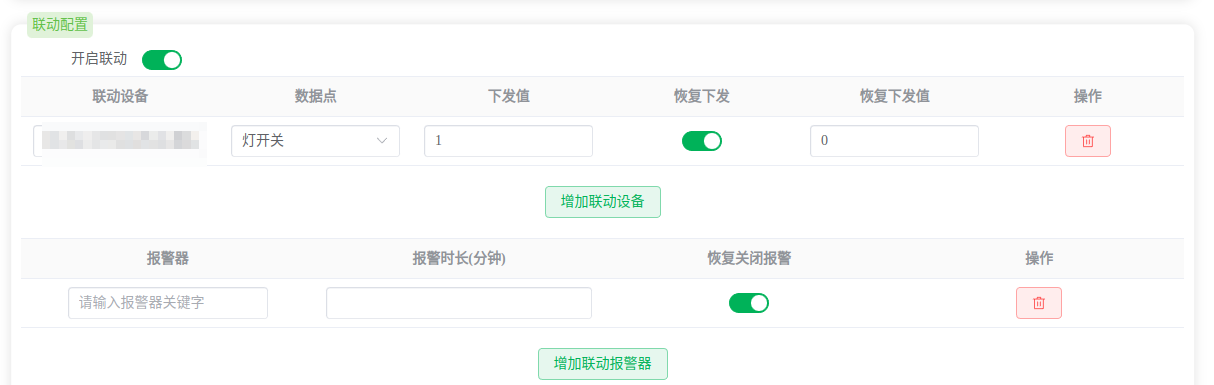 联动配置
开启联动
联动设备 数据点 下发值 恢复下发 恢复下发值 操作
灯开关 1 0
增加联动设备
报警器 报警时长(分钟) 恢复关闭报警 操作
请输入报警器关键字
增加联动报警器